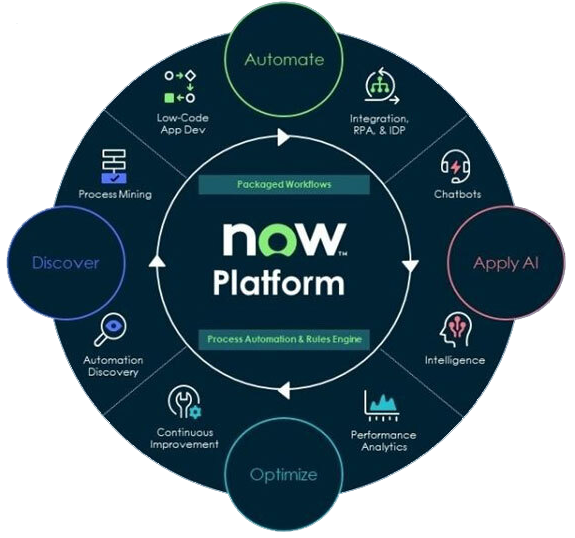 Automate
Low-Code
App Dev
Integration,
RPA, & IDP
Process Mining
Packaged Workflows
Chatbots
Discover
now™
Platform
Apply AI
Automation
Discovery
Process Automation & Rules Engine
Intelligence
Continuous
Improvement
Performance
Analytics
Optimize